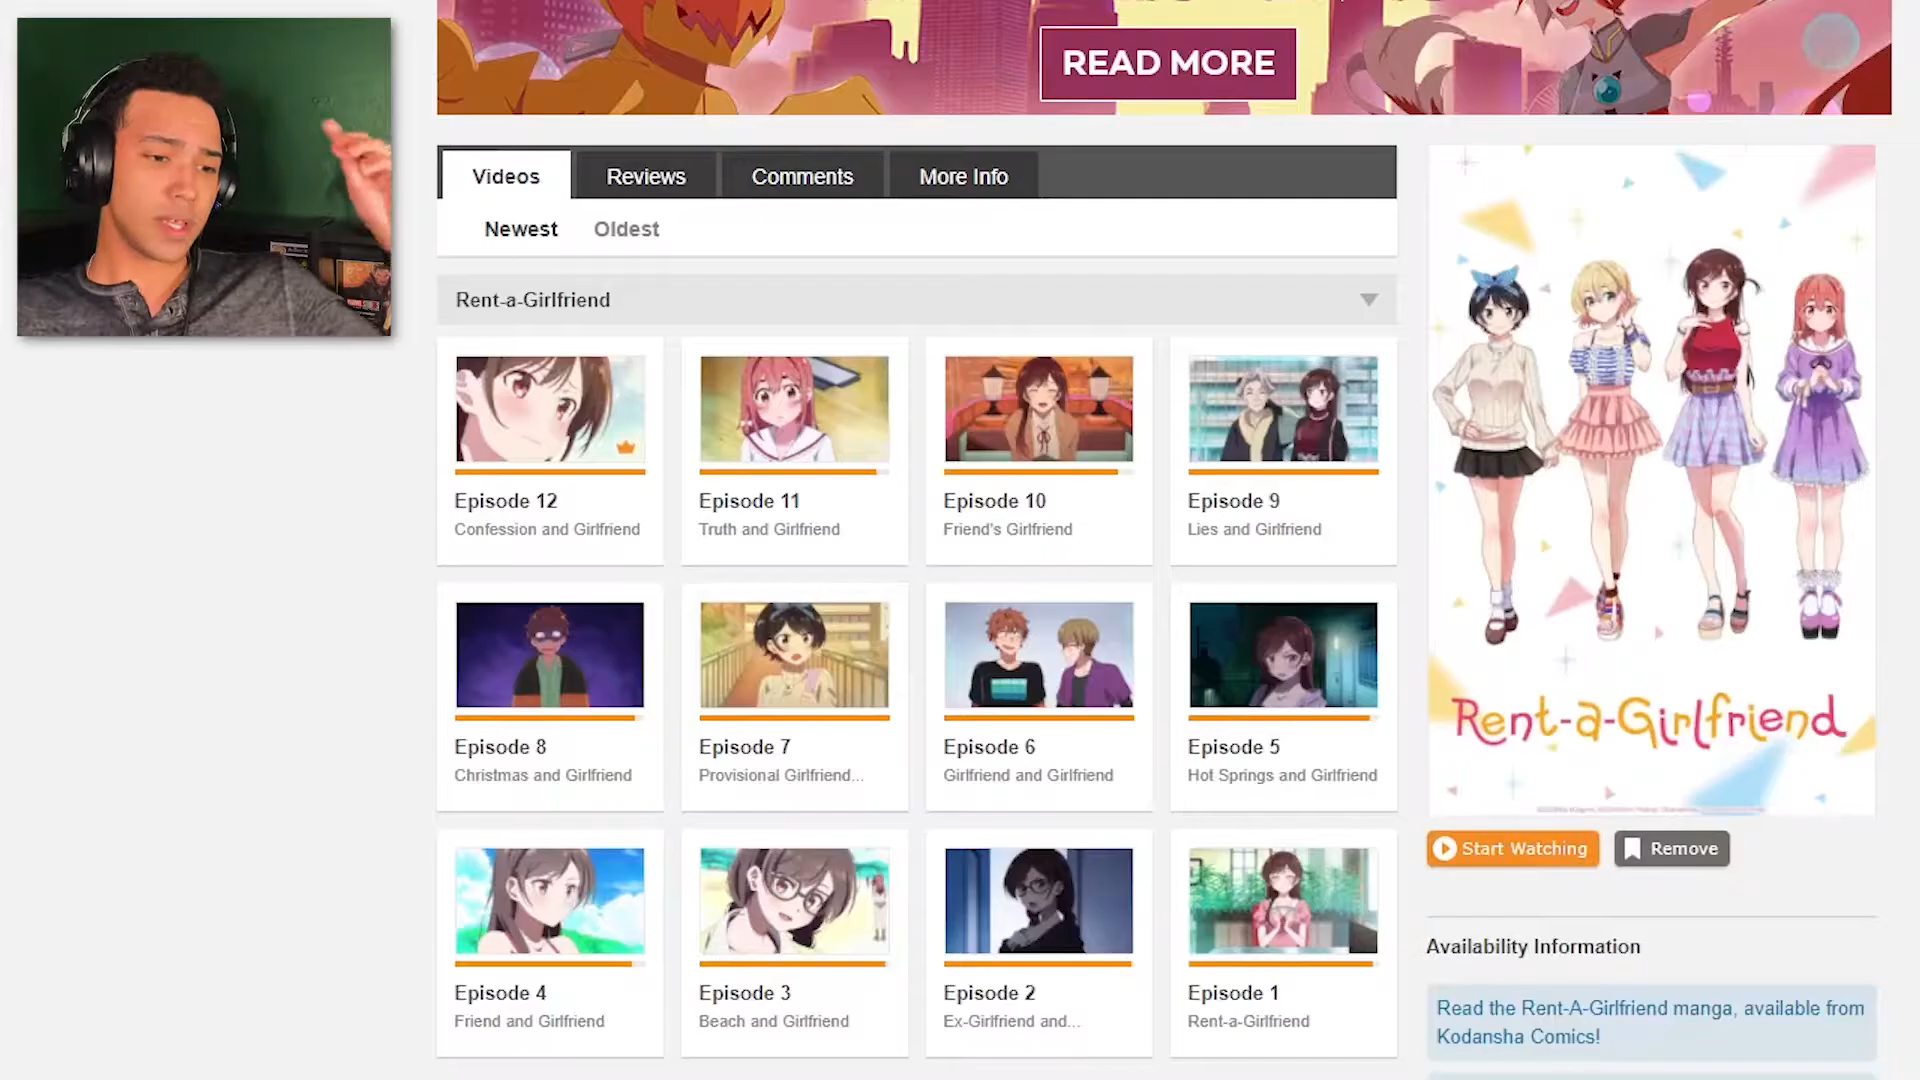 READ MORE
Videos
Reviews
Comments
More Info
Newest
Oldest
Rent-a-Girlfriend
Episode 12
Confession and Girlfriend
Episode 11
Truth and Girlfriend
Episode 10
Friend's Girlfriend
Episode 9
Lies and Girlfriend
Episode 8
Christmas and Girlfriend
Episode 7
Provisional Girlfriend...
Episode 6
Girlfriend and Girlfriend
Episode 5
Hot Springs and Girlfriend
Episode 4
Friend and Girlfriend
Episode 3
Beach and Girlfriend
Episode 2
Ex-Girlfriend and...
Episode 1
Rent-a-Girlfriend
Rent-a-Girlfriend
Start Watching
Remove
Availability Information
Read the Rent-A-Girlfriend manga, available from
Kodansha Comics!